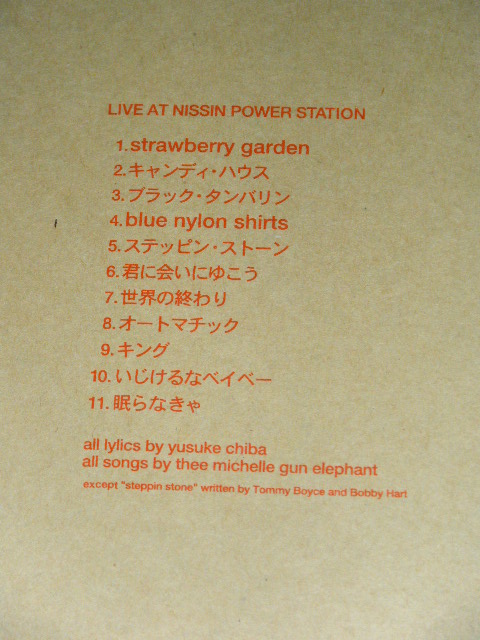 LIVE AT NISSIN POWER STATION
1. strawberry garden
2. キャンディ・ハウス
3. ブラック・タンバリン
4. blue nylon shirts
5. ステッピン・ストーン
6. 君に会いにゆこう
7. 世界の終わり
8. オートマチック
9. キング
10. いじけるなベイベー
11. 眠らなきゃ
all lylics by yusuke chiba
all songs by thee michelle gun elephant
except "steppin stone" written by Tommy Boyce and Bobby Hart